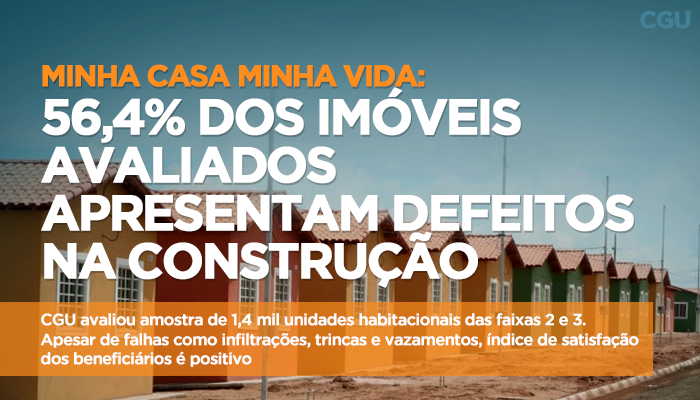 CGU
MINHA CASA MINHA VIDA:
56,4% DOS IMÓVEIS
AVALIADOS
APRESENTAM DEFEITOS
NA CONSTRUÇÃO
CGU avaliou amostra de 1,4 mil unidades habitacionais das faixas 2 e 3.
Apesar de falhas como infiltrações, trincas e vazamentos, índice de satisfação
dos beneficiários é positivo